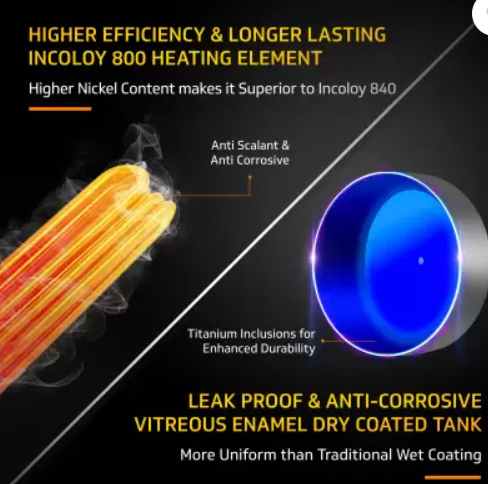 HIGHER EFFICIENCY & LONGER LASTING
INCOLOY 800 HEATING ELEMENT
Higher Nickel Content makes it Superior to Incoloy 840
Anti Scalant &
Anti Corrosive
Titanium Inclusions for
Enhanced Durability
LEAK PROOF & ANTI-CORROSIVE
VITREOUS ENAMEL DRY COATED TANK
More Uniform than Traditional Wet Coating